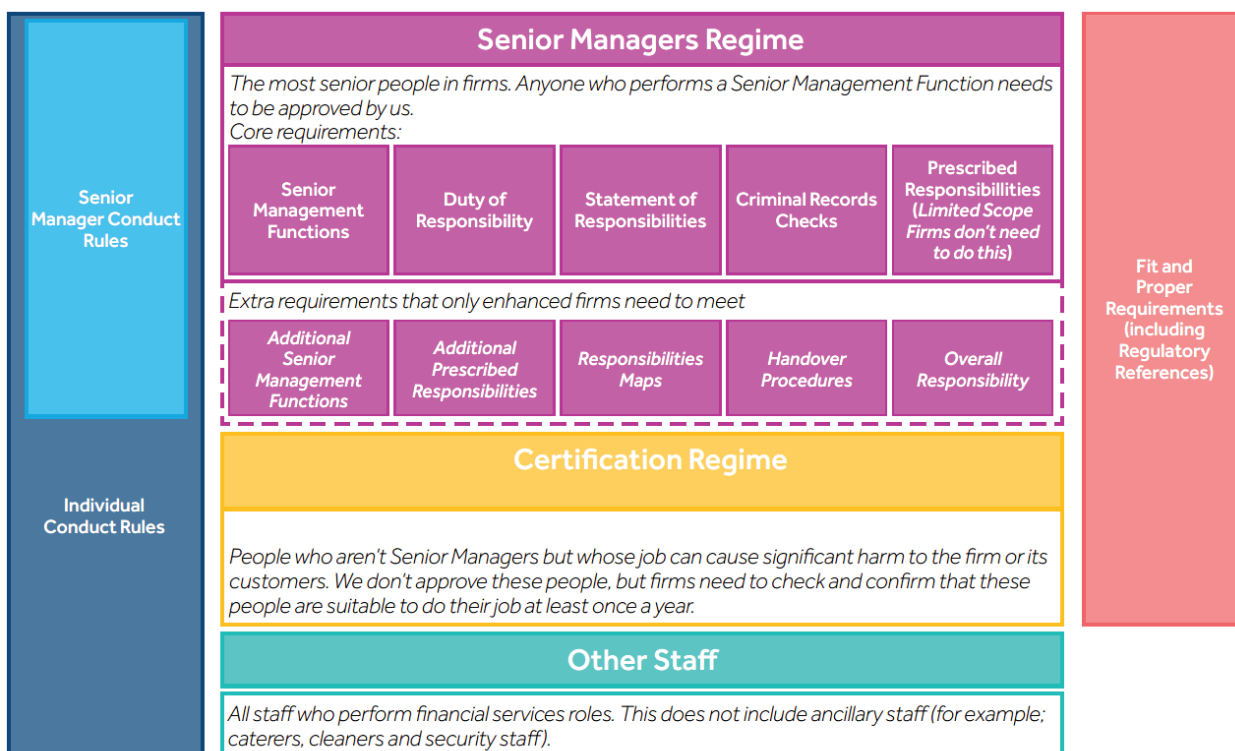 Senior
Manager Conduct
Rules
Individual
Conduct Rules
Senior Managers Regime
The most senior people in firms. Anyone who performs a Senior Management Function needs
to be approved by us.
Core requirements:
Senior
Management
Functions
Duty of
Responsibility
Statement of
Responsibilities
Criminal Records
Checks
Prescribed
Responsibillities
(Limited Scope
Firms don't need
to do this)
Extra requirements that only enhanced firms need to meet
Additional
Senior
Management
Functions
Additional
Prescribed
Responsibilities
Responsibilities
Maps
Handover
Procedures
Overall
Responsibility
Certification Regime
People who aren't Senior Managers but whose job can cause significant harm to the firm or its
customers. We don't approve these people, but firms need to check and confirm that these
people are suitable to do their job at least once a year.
Other Staff
All staff who perform financial services roles. This does not include ancillary staff (for example;
caterers, cleaners and security staff).
Fit and
Proper
Requirements
(including
Regulatory
References)